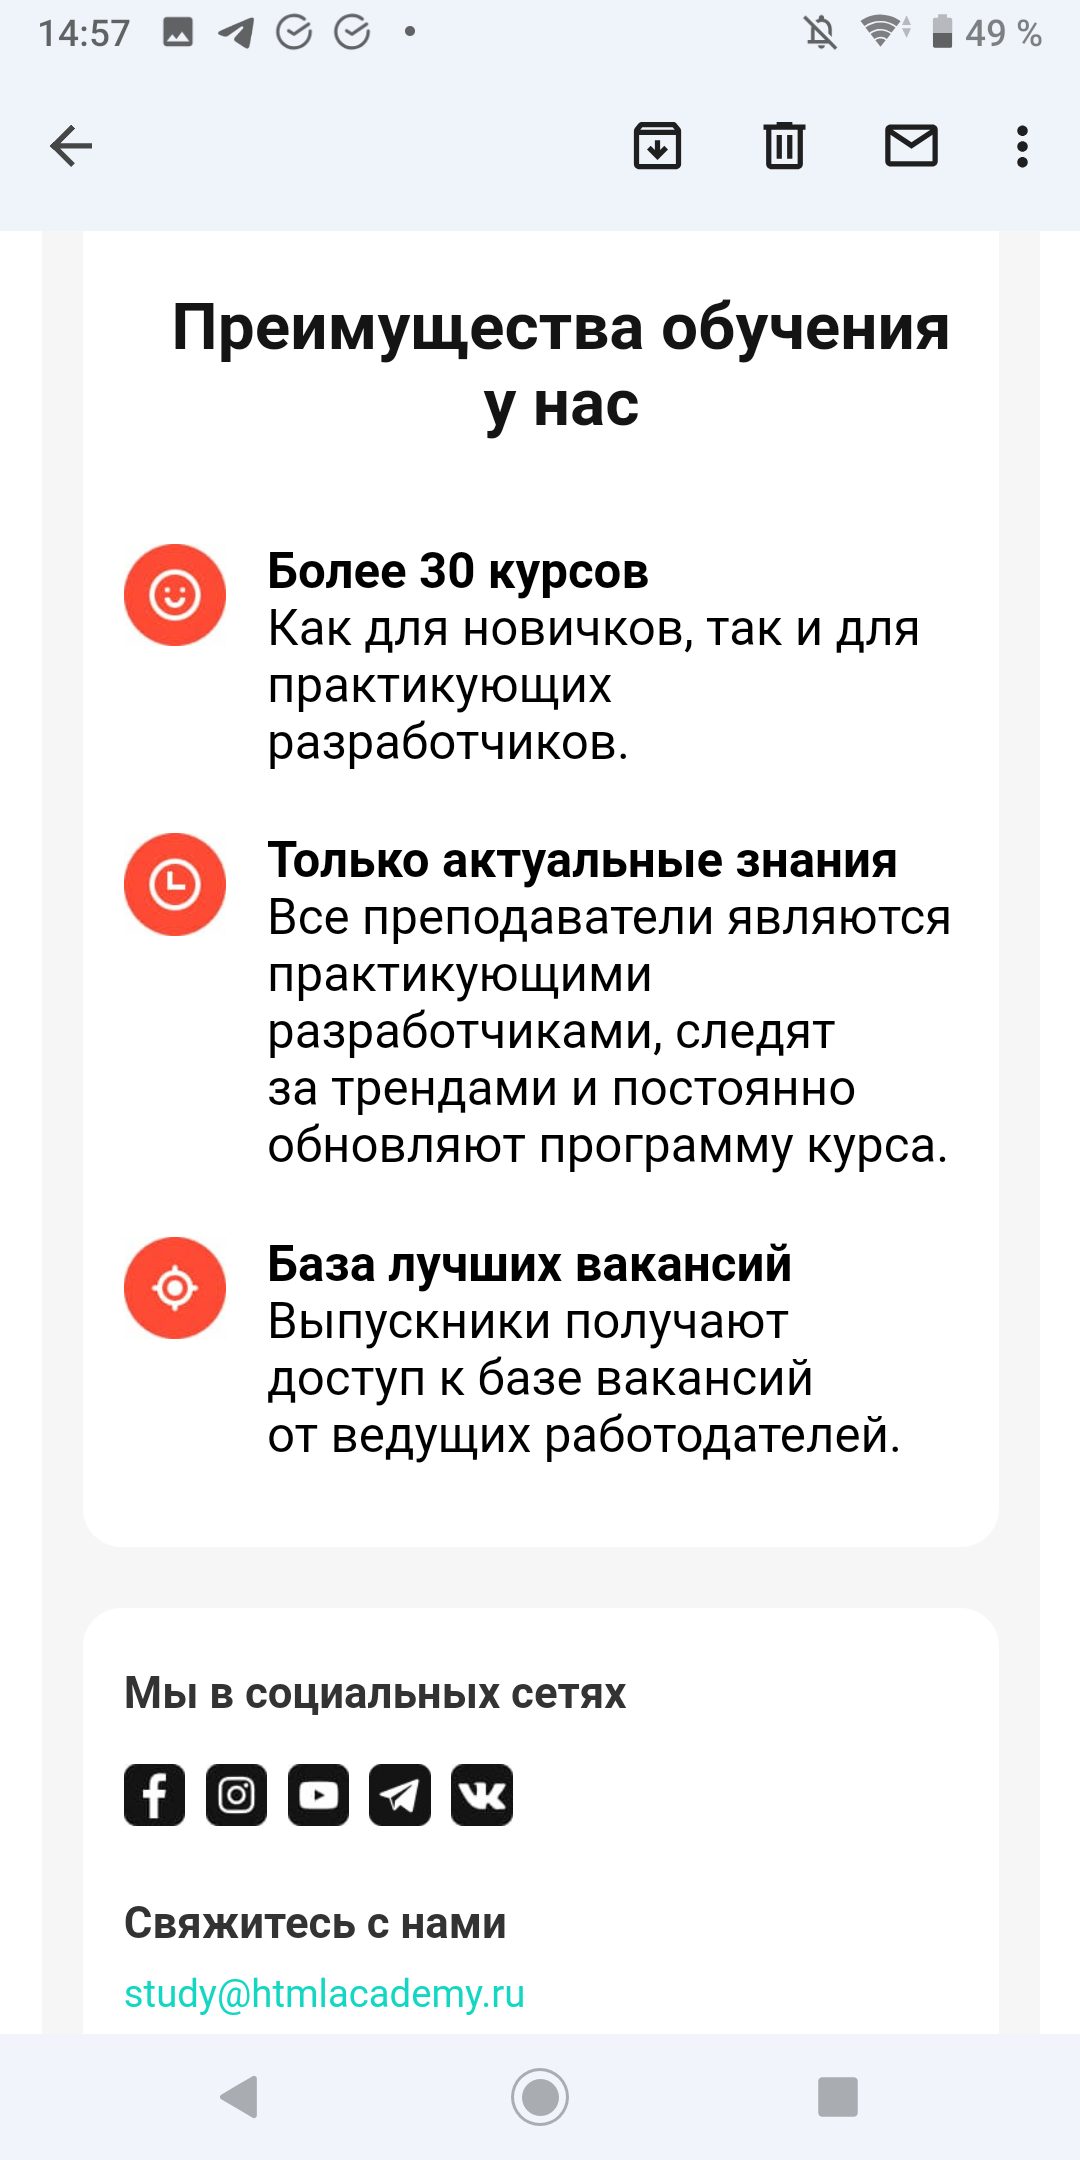 14:57
49 %
Преимущества обучения
у нас
Более 30 курсов
Как для новичков, так и для
практикующих
разработчиков.
Только актуальные знания
Все преподаватели являются
практикующими
разработчиками, следят
за трендами и постоянно
обновляют программу курса.
База лучших вакансий
Выпускники получают
доступ к базе вакансий
от ведущих работодателей.
Мы в социальных сетях
Свяжитесь с нами
study@htmlacademy.ru